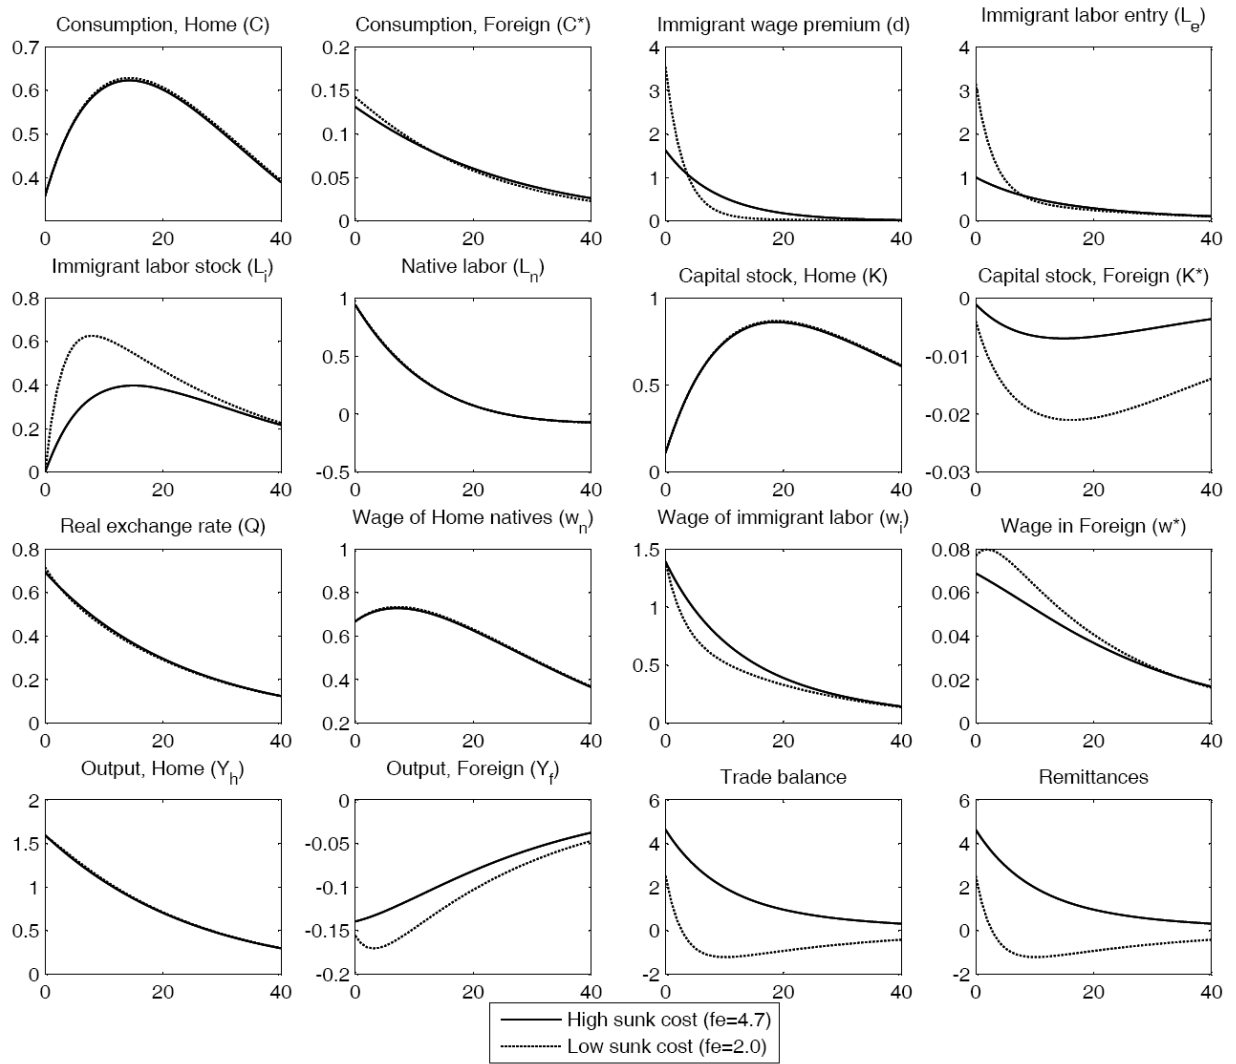 Consumption, Home (C)
0.7
0.6
0.5
0.4
0 20 40
Consumption, Foreign (C*)
0.2
0.15
0.1
0.05
0
0 20 40
Immigrant wage premium (d)
4
3
2
1
0
0 20 40
Immigrant labor entry (L_e)
4
3
2
1
0
0 20 40
Immigrant labor stock (L_i)
0.8
0.6
0.4
0.2
0
0 20 40
Native labor (L_n)
1
0.5
0
-0.5
0 20 40
Capital stock, Home (K)
1
0.5
0
0 20 40
Capital stock, Foreign (K*)
0
-0.01
-0.02
-0.03
0 20 40
Real exchange rate (Q)
0.8
0.6
0.4
0.2
0
0 20 40
Wage of Home natives (w_n)
1
0.8
0.6
0.4
0.2
0 20 40
Wage of immigrant labor (w_i)
1.5
1
0.5
0
0 20 40
Wage in Foreign (w*)
0.08
0.06
0.04
0.02
0
0 20 40
Output, Home (Y_h)
2
1.5
1
0.5
0
0 20 40
Output, Foreign (Y_f)
0
-0.05
-0.1
-0.15
-0.2
0 20 40
Trade balance
6
4
2
0
-2
0 20 40
Remittances
6
4
2
0
-2
0 20 40
High sunk cost (fe=4.7)
Low sunk cost (fe=2.0)